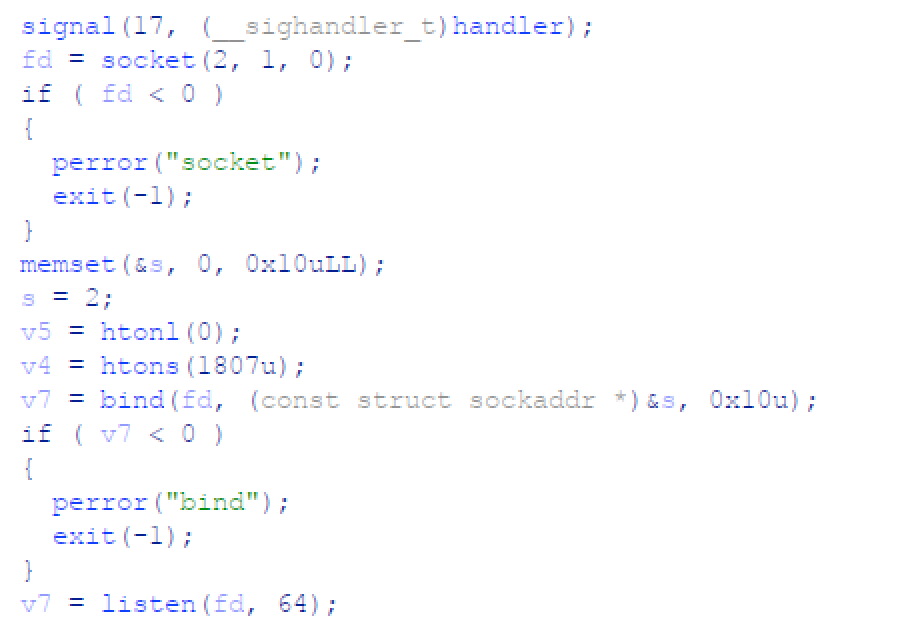 signal(17, (__sighandler_t)handler);
fd = socket(2, 1, 0);
if ( fd < 0 )
{
  perror("socket");
  exit(-1);
}
memset(&s, 0, 0x10uLL);
s = 2;
v5 = htonl(0);
v4 = htons(1807u);
v7 = bind(fd, (const struct sockaddr *)&s, 0x10u);
if ( v7 < 0 )
{
  perror("bind");
  exit(-1);
}
v7 = listen(fd, 64);